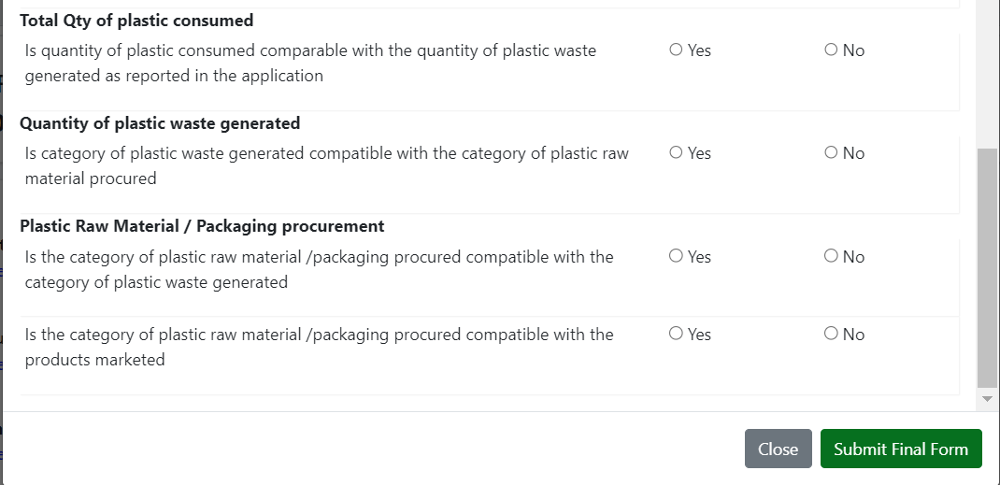 Total Qty of plastic consumed
Is quantity of plastic consumed comparable with the quantity of plastic waste Yes No
generated as reported in the application
Quantity of plastic waste generated
Is category of plastic waste generated compatible with the category of plastic raw Yes No
material procured
Plastic Raw Material / Packaging procurement
Is the category of plastic raw material /packaging procured compatible with the Yes No
category of plastic waste generated
Is the category of plastic raw material /packaging procured compatible with the Yes No
products marketed
Close Submit Final Form